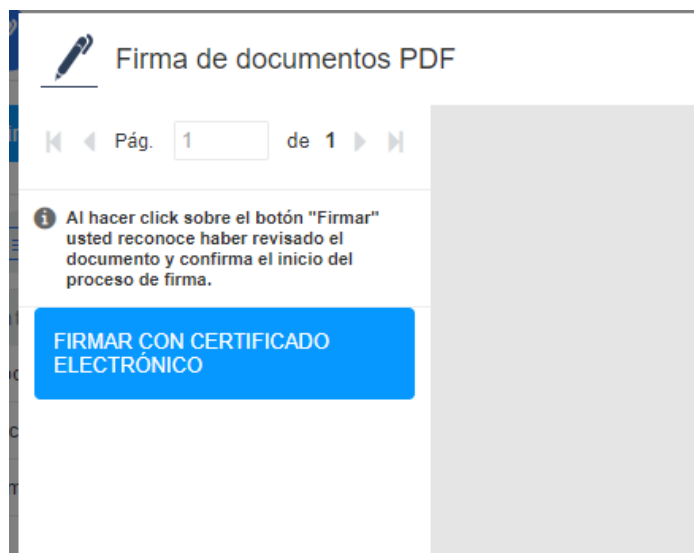 Firma de documentos PDF
Pág. 1 de 1
Al hacer click sobre el botón "Firmar"
usted reconoce haber revisado el
documento y confirma el inicio del
proceso de firma.
FIRMAR CON CERTIFICADO
ELECTRÓNICO